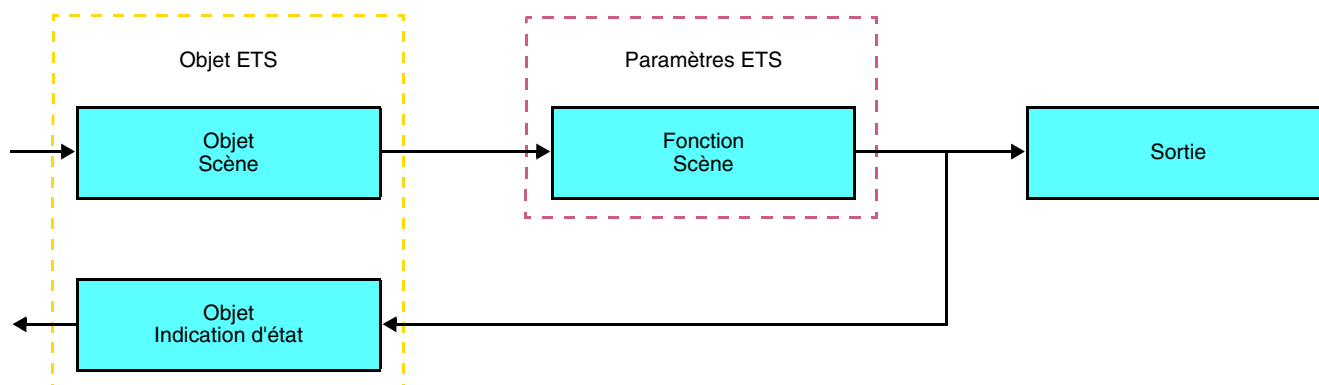 Objet ETS
Paramètres ETS
Objet
Scène
Fonction
Scène
Sortie
Objet
Indication d'état